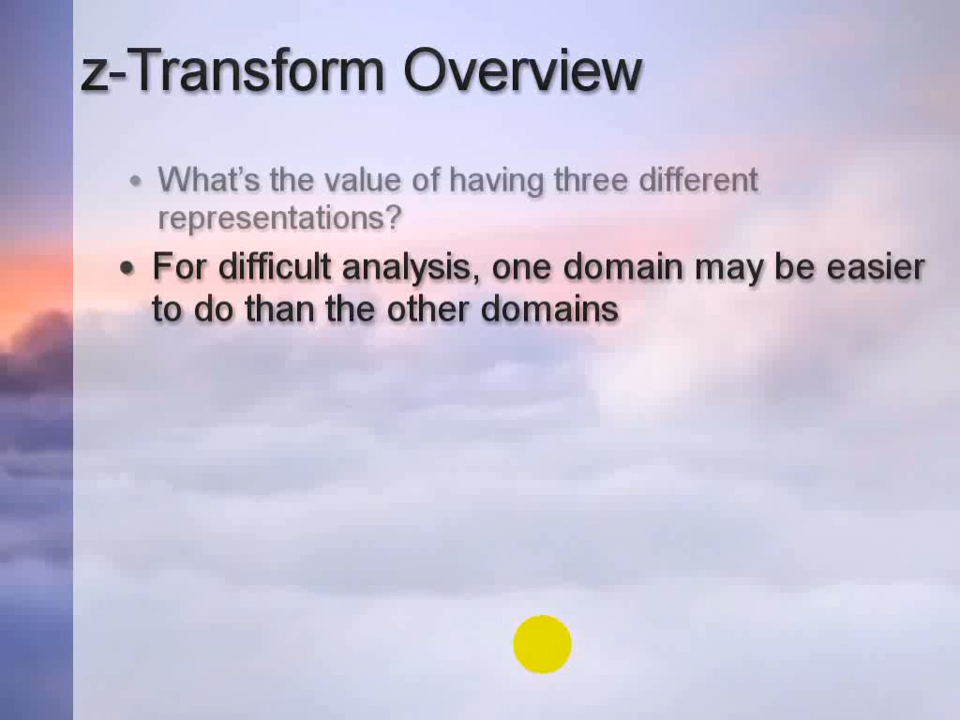 z-Transform Overview
• What's the value of having three different
representations?
• For difficult analysis, one domain may be easier
to do than the other domains